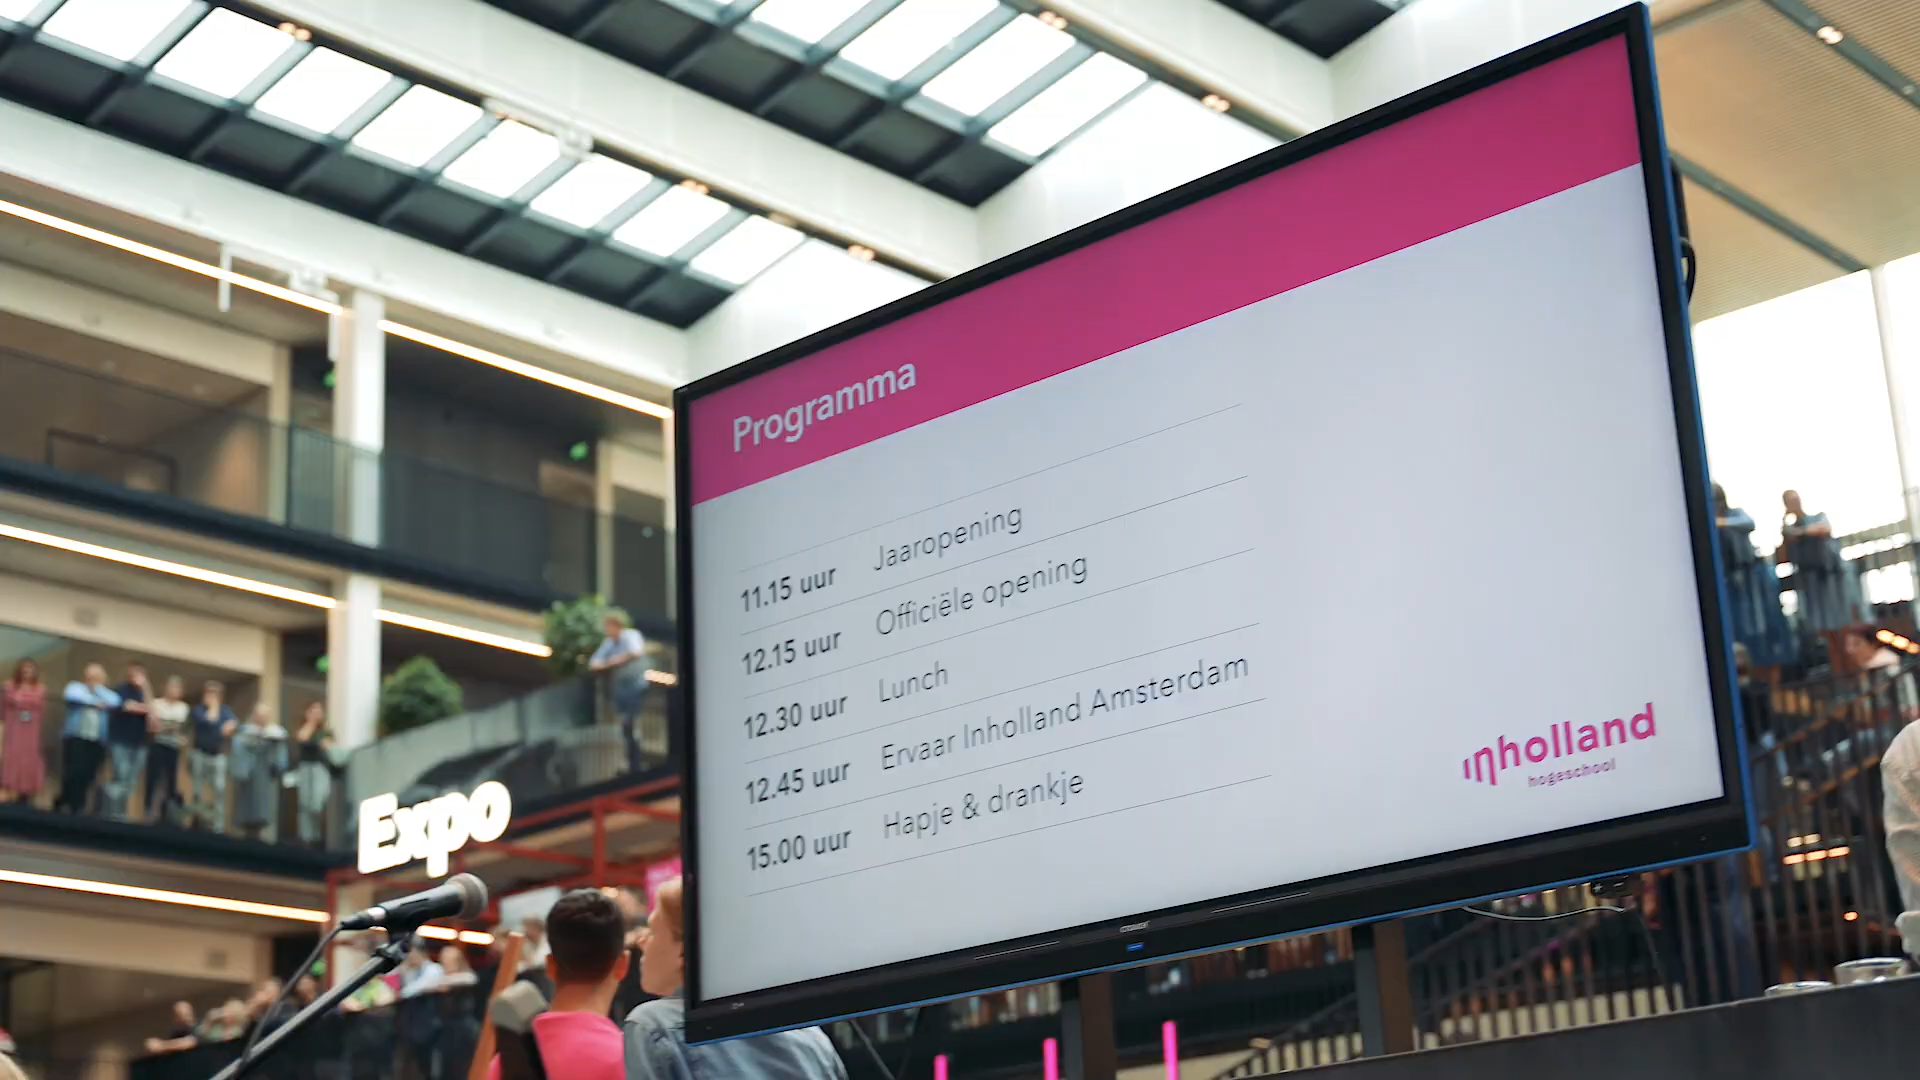 Programma
11.15 uur Jaaropening
12.15 uur Officiële opening
12.30 uur Lunch
12.45 uur Ervaar Inholland Amsterdam
15.00 uur Hapje & drankje
inholland
hogeschool
Expo